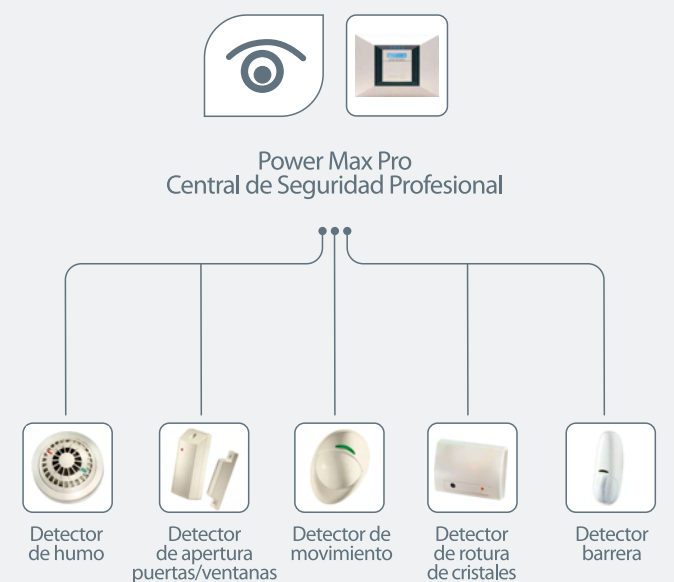 Power Max Pro
Central de Seguridad Profesional
Detector
de humo
Detector
de apertura
puertas/ventanas
Detector de
movimiento
Detector
de rotura
de cristales
Detector
barrera